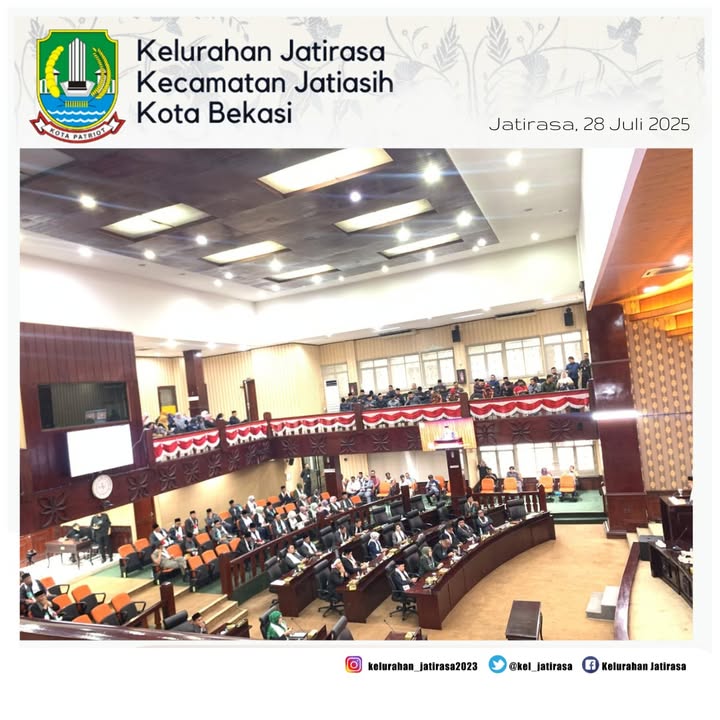 Kelurahan Jatirasa
Kecamatan Jatiasih
Kota Bekasi
KOTA PATRIOT
Jatirasa, 28 Juli 2025
kelurahan_jatirasa2023
@kel_jatirasa
Kelurahan Jatirasa